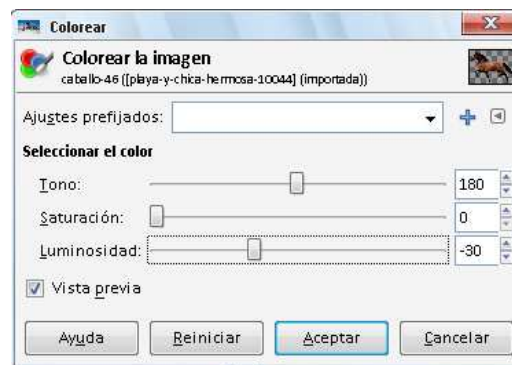 Colorear
Colorear la imagen
caballo-46 ([playa-y-chica-hermosa-10044] (importada))
Ajustes prefijados:
Seleccionar el color
Tono: 180
Saturación: 0
Luminosidad: -30
Vista previa
Ayuda Reiniciar Aceptar Cancelar